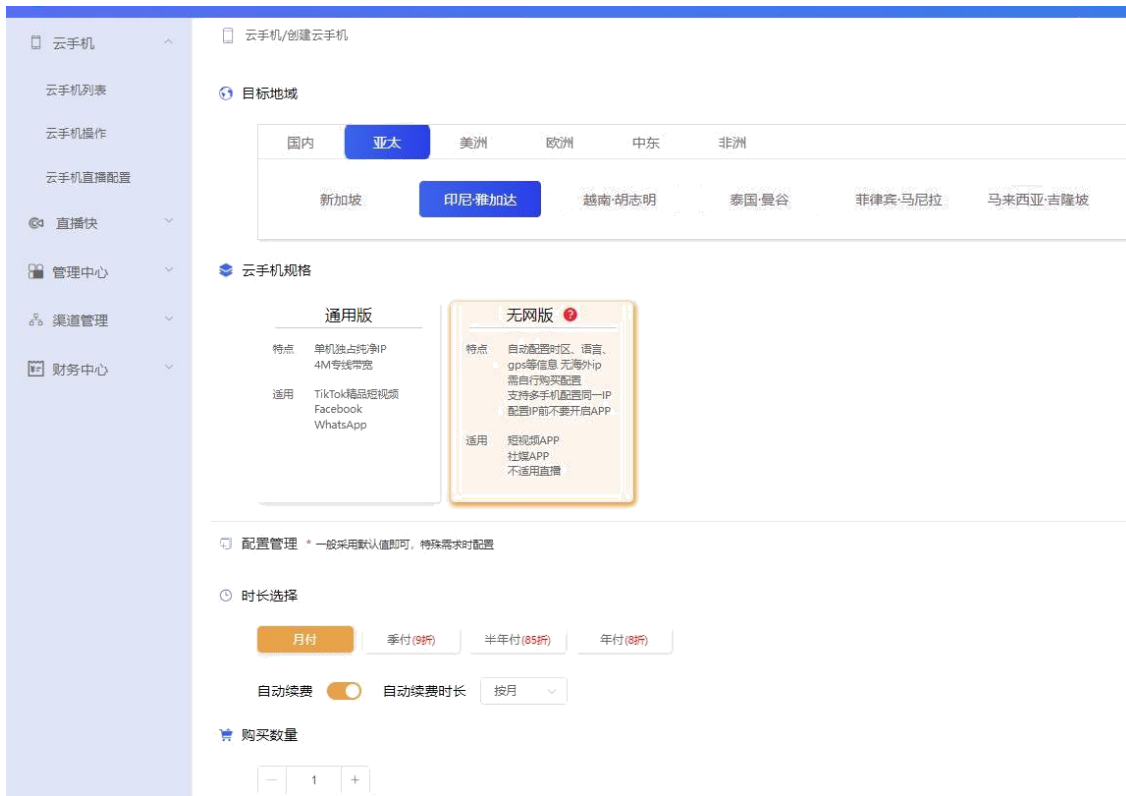 云手机
云手机列表
云手机操作
云手机直播配置
直播快
管理中心
渠道管理
财务中心
云手机/创建云手机
目标地域
国内 亚太 美洲 欧洲 中东 非洲
新加坡 印尼·雅加达 越南·胡志明 泰国·曼谷 菲律宾·马尼拉 马来西亚·吉隆坡
云手机规格
通用版
特点 单机独占纯净IP
4M专线带宽
适用 TikTok精品短视频
Facebook
WhatsApp
无网版 ?
特点 自动配置时区、语言、
gps等信息 无海外ip
需自行购买配置
支持多手机配置同一IP
配置IP前不要开启APP
适用 短视频APP
社媒APP
不适用直播
配置管理 * 一般采用默认值即可，特殊需求时配置
时长选择
月付 季付(9折) 半年付(85折) 年付(8折)
自动续费 自动续费时长 按月
购买数量
— 1 +